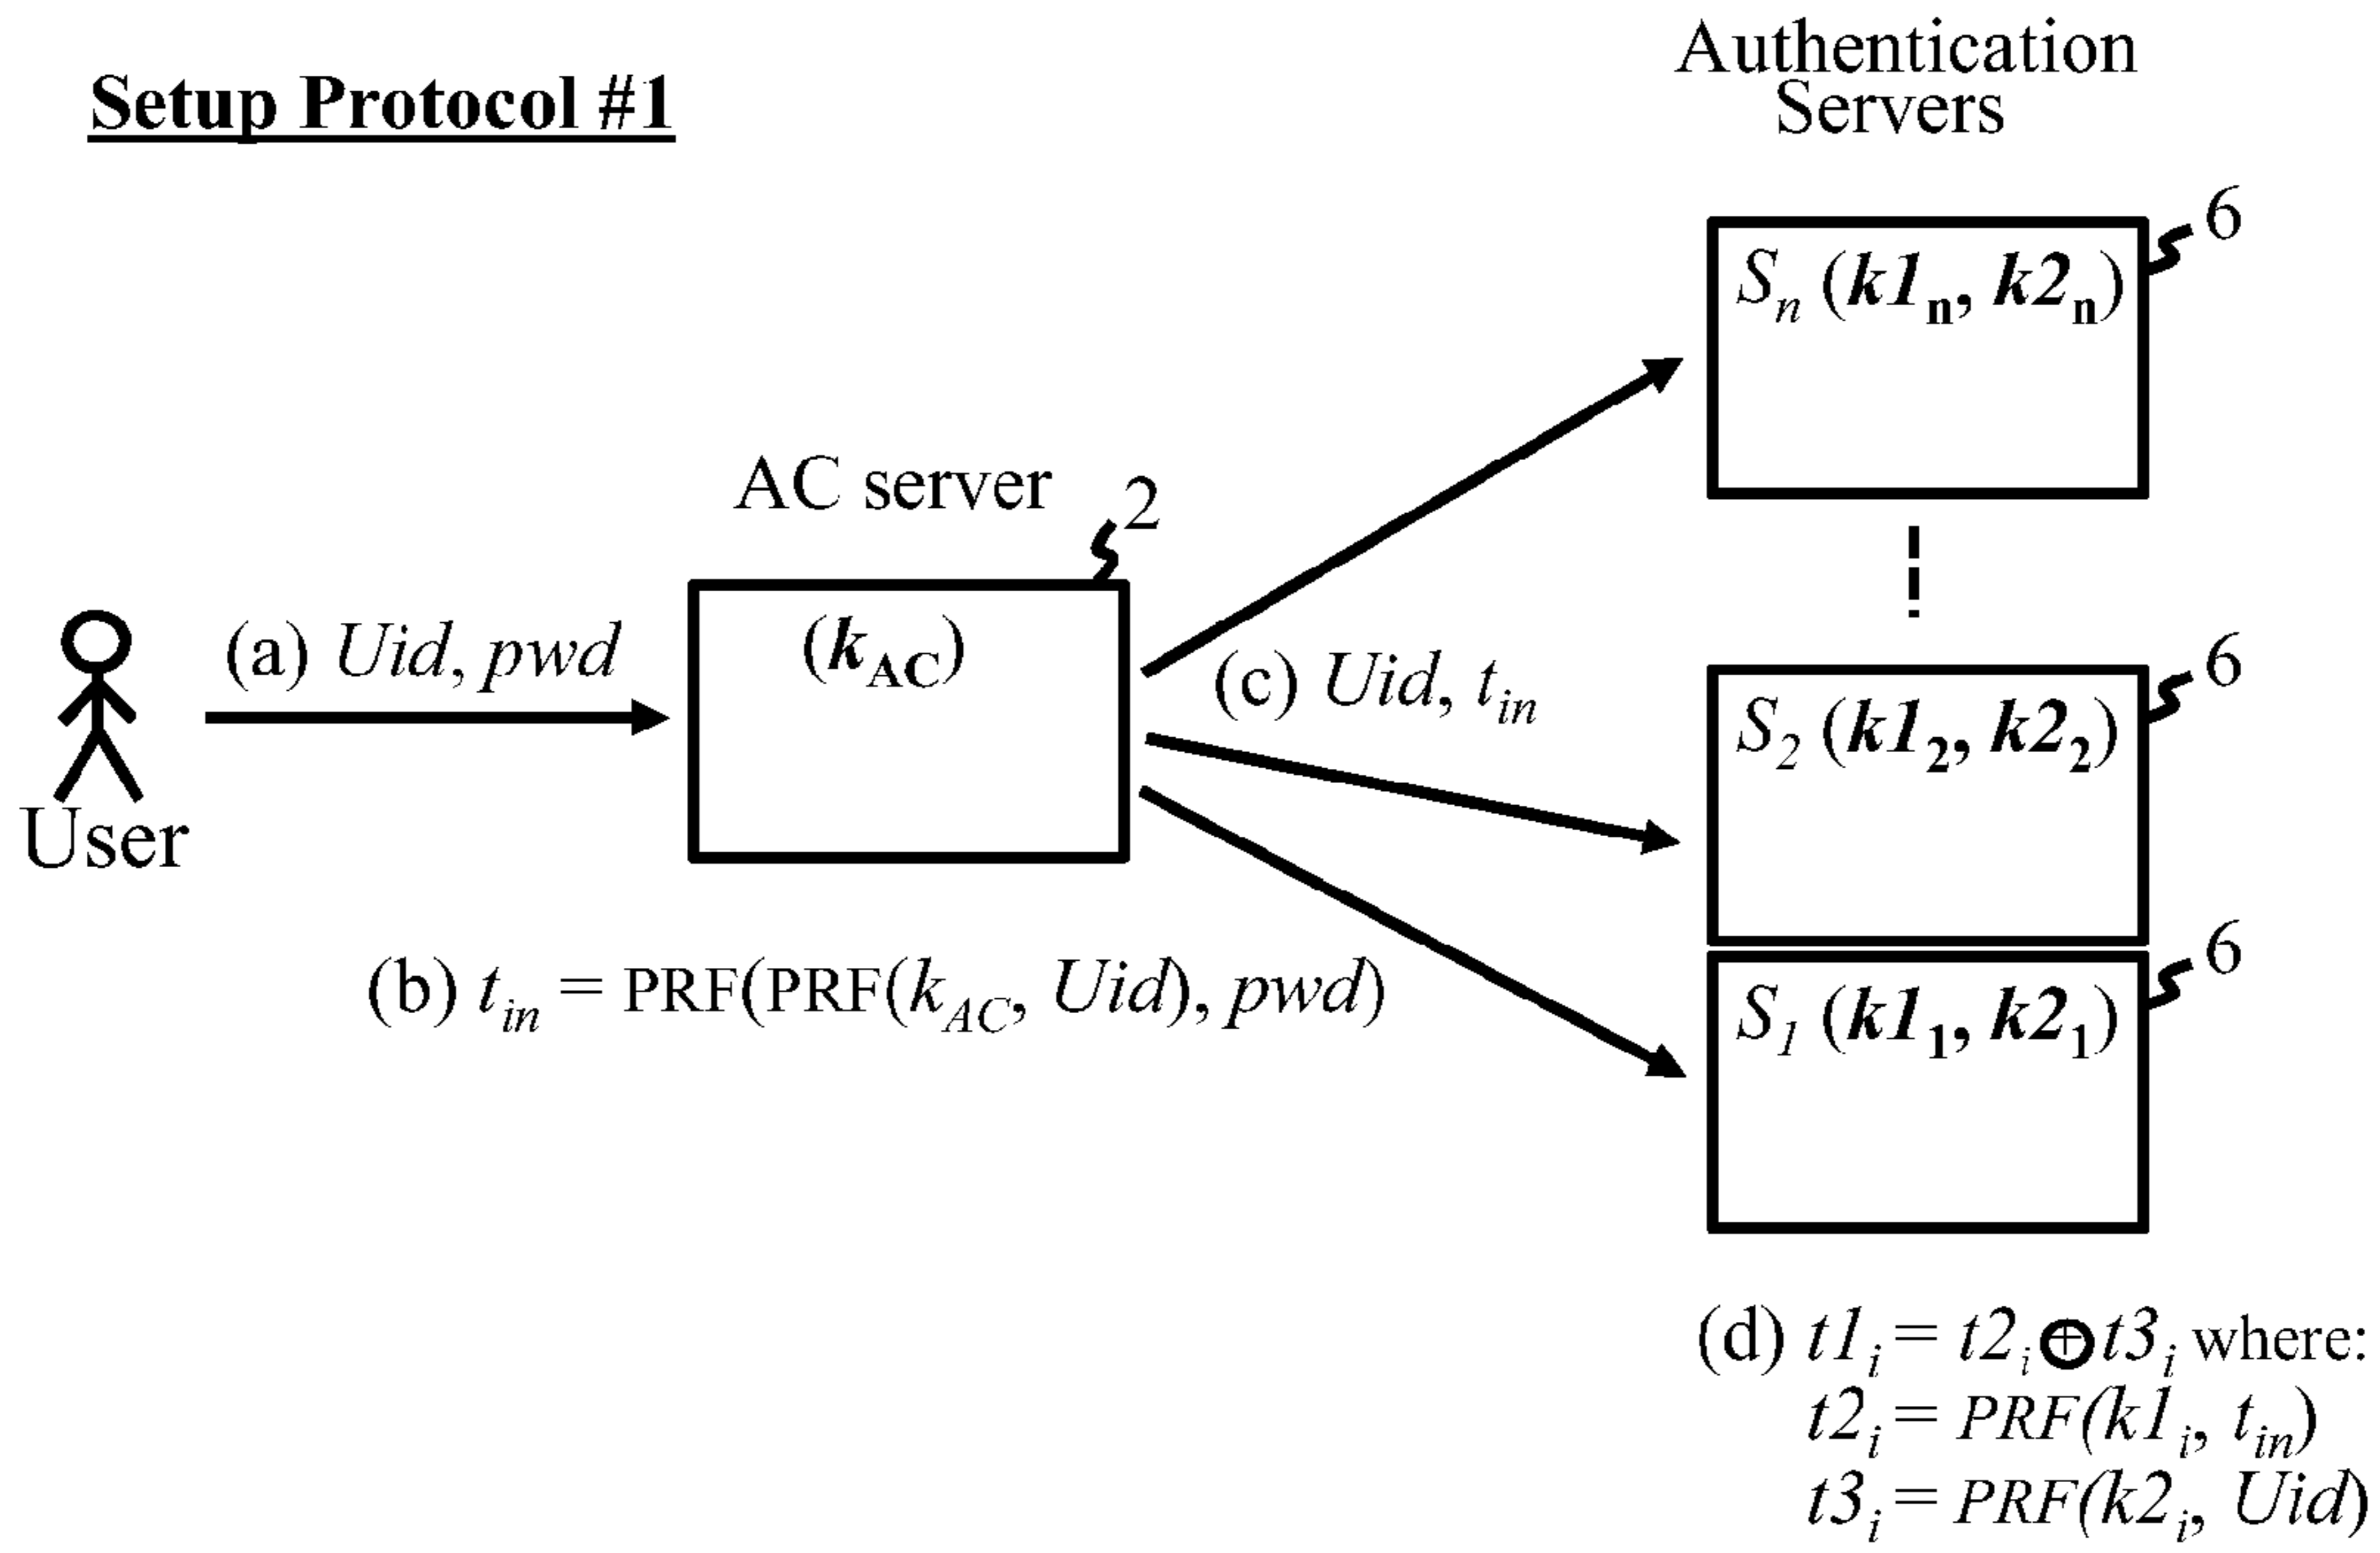 Setup Protocol #1
Authentication
Servers
6
Sn (k1n, k2n)
AC server
2
(kAC)
(a) Uid, pwd
(c) Uid, tin
6
S2 (k12, k22)
User
(b) tin = PRF(PRF(kAC, Uid), pwd)
6
S1 (k11, k21)
(d) t1i = t2i ⊕ t3i where:
t2i = PRF(k1i, tin)
t3i = PRF(k2i, Uid)